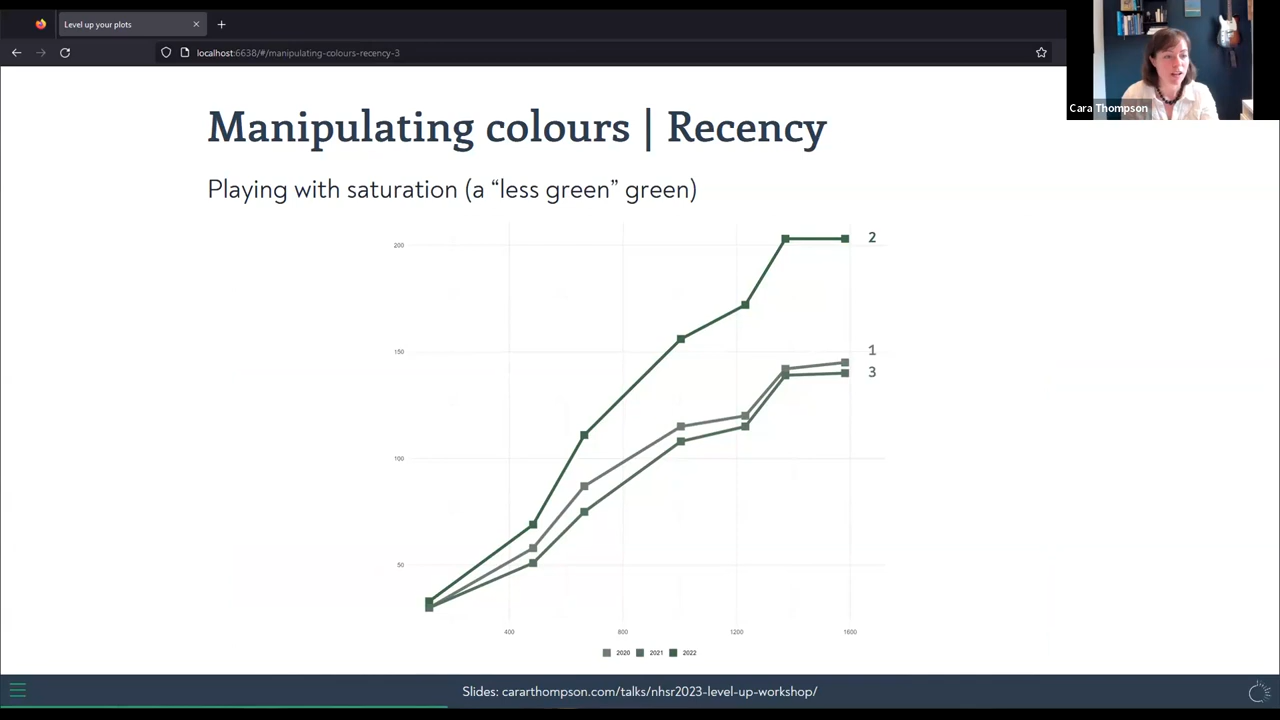 Level up your plots
localhost:6638/#/manipulating-colours-recency-3
Cara Thompson
Manipulating colours | Recency
Playing with saturation (a “less green” green)
200
150
100
50
2
1
3
400 800 1200 1600
2020 2021 2022
Slides: cararthompson.com/talks/nhsr2023-level-up-workshop/